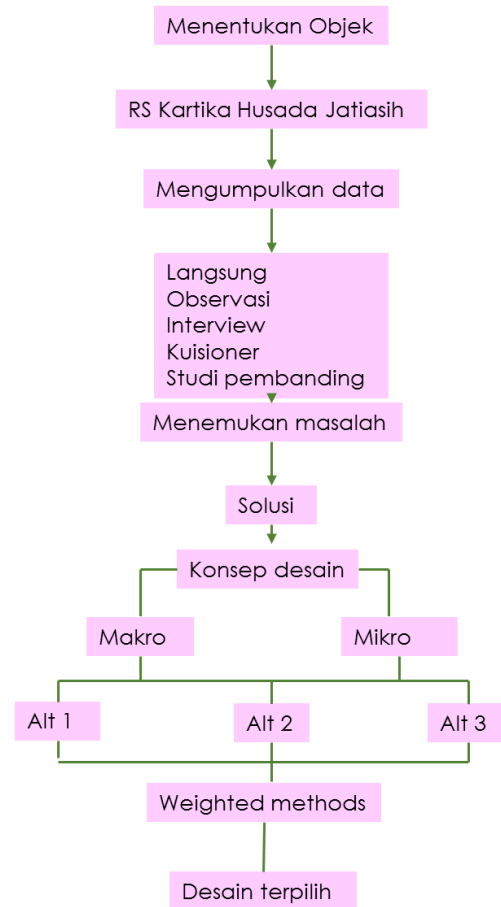 Menentukan Objek
RS Kartika Husada Jatiasih
Mengumpulkan data
Langsung
Observasi
Interview
Kuisioner
Studi pembanding
Menemukan masalah
Solusi
Konsep desain
Makro
Mikro
Alt 1
Alt 2
Alt 3
Weighted methods
Desain terpilih